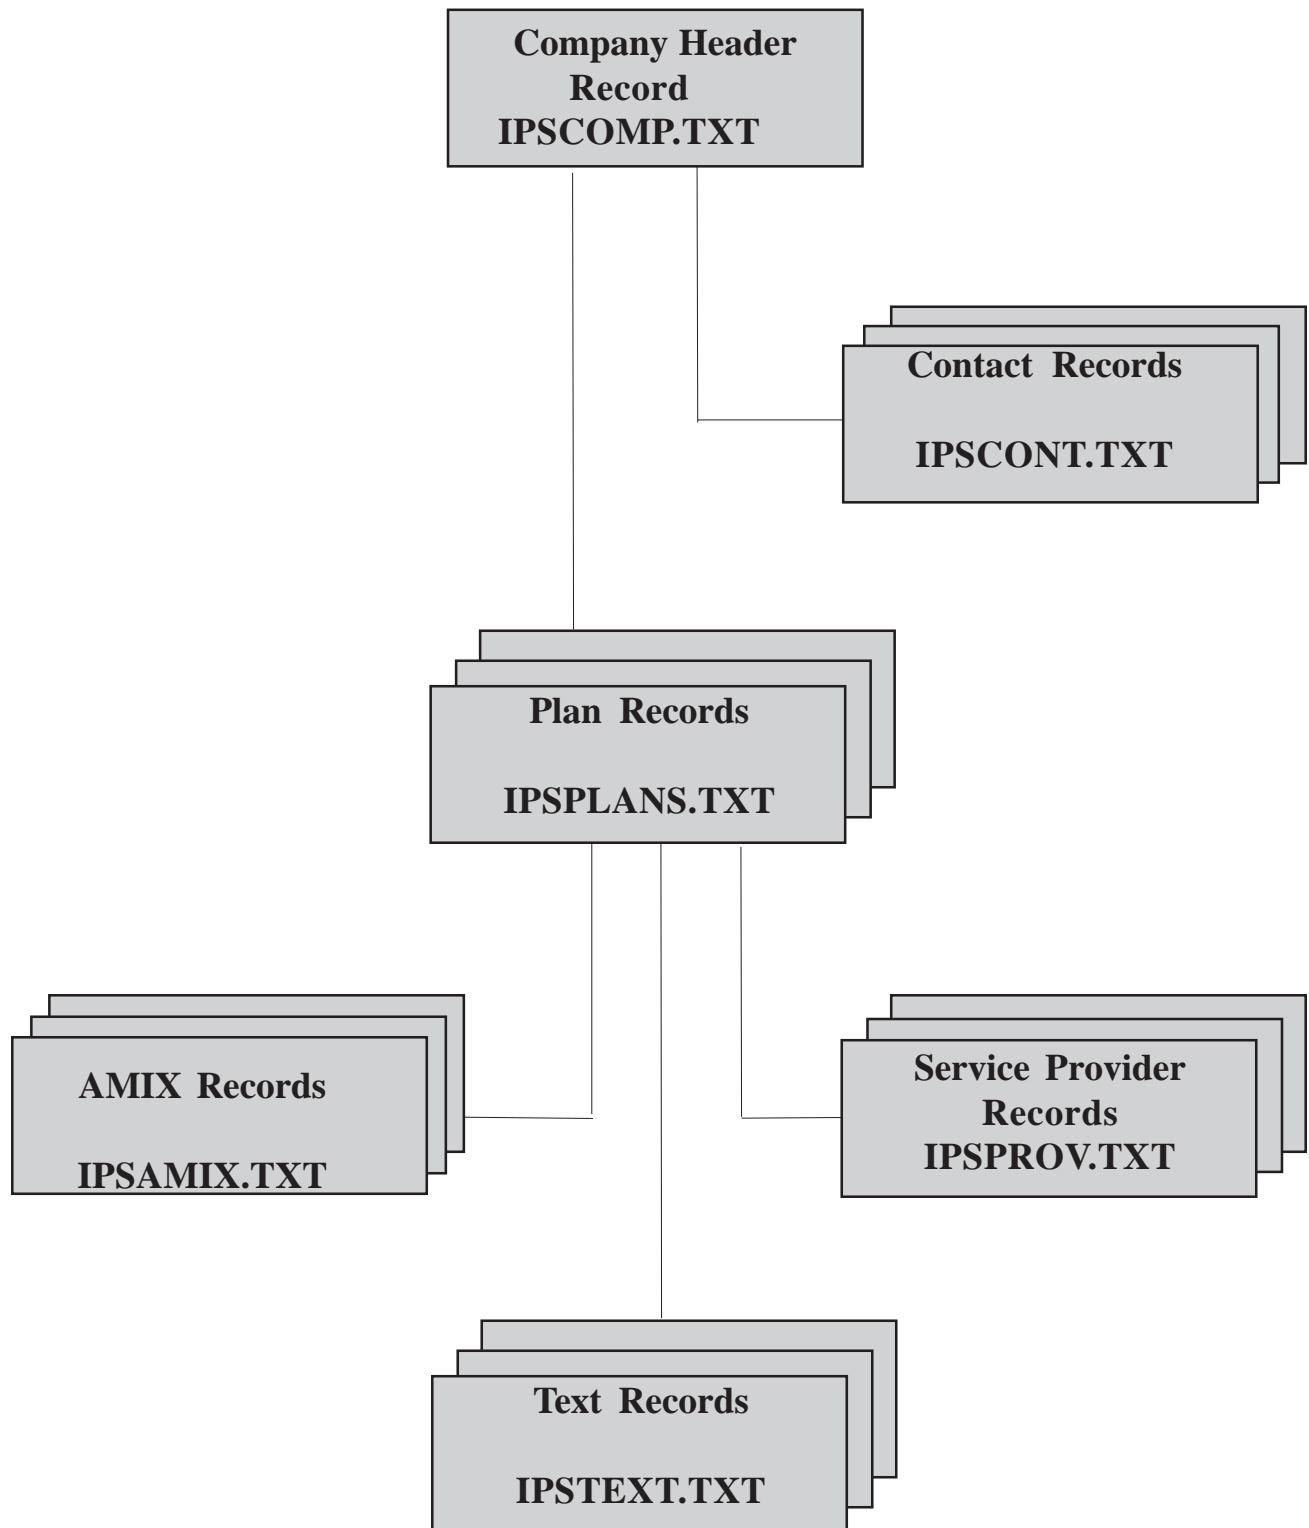 Company Header
Record
IPSCOMP.TXT
Contact Records
IPSCONT.TXT
Plan Records
IPSPLANS.TXT
AMIX Records
IPSAMIX.TXT
Service Provider
Records
IPSPROV.TXT
Text Records
IPSTEXT.TXT